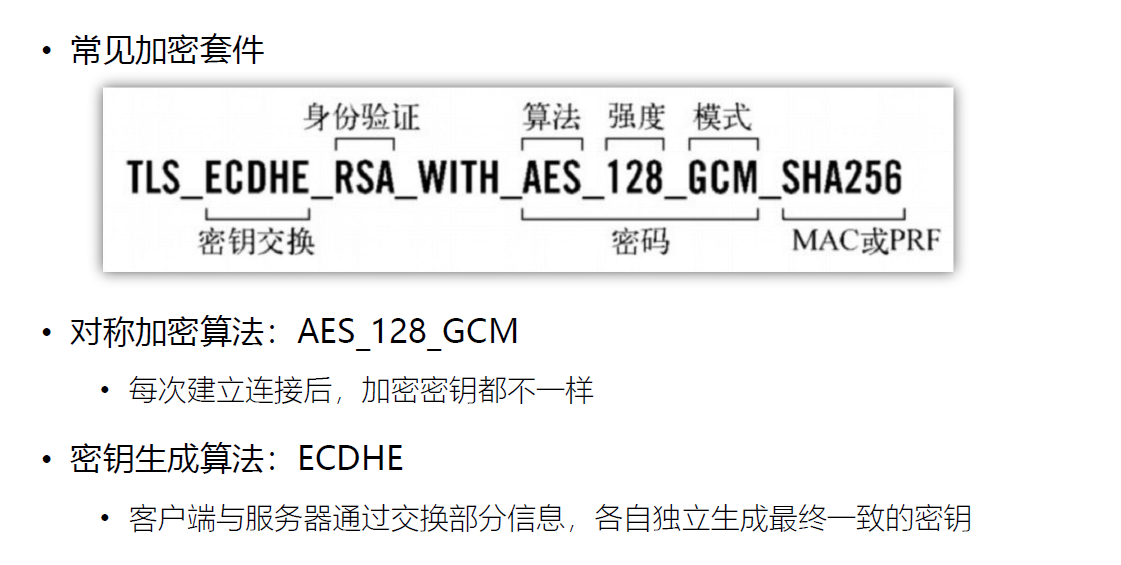 • 常见加密套件
身份验证 算法 强度 模式
TLS_ECDHE_RSA_WITH_AES_128_GCM_SHA256
密钥交换 密码 MAC或PRF
• 对称加密算法：AES_128_GCM
• 每次建立连接后，加密密钥都不一样
• 密钥生成算法：ECDHE
• 客户端与服务器通过交换部分信息，各自独立生成最终一致的密钥